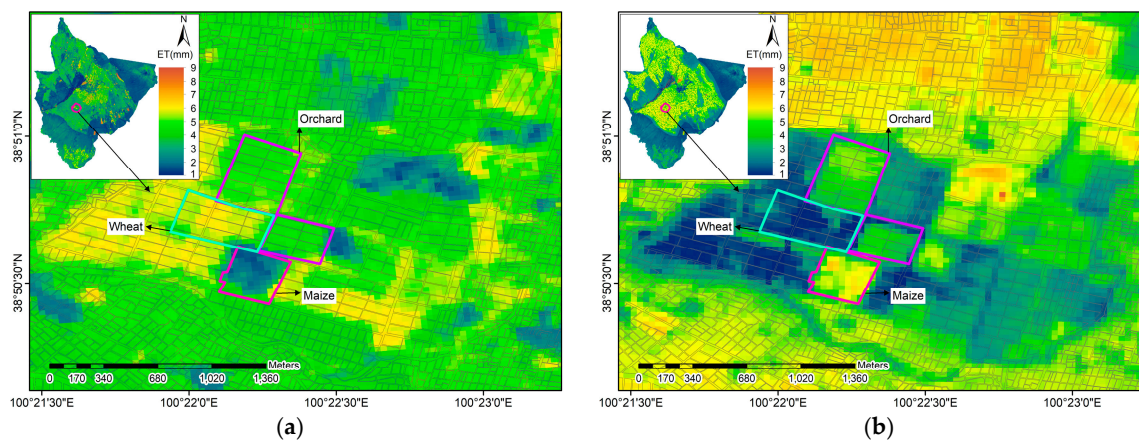 N
ET(mm)
9
8
7
6
5
4
3
2
1
Orchard
Wheat
Maize
38°51'0"N
38°50'30"N
Meters
0 170 340 680 1,020 1,360
100°21'30"E 100°22'0"E 100°22'30"E 100°23'0"E
(a)
N
ET(mm)
9
8
7
6
5
4
3
2
1
Orchard
Wheat
Maize
38°51'0"N
38°50'30"N
Meters
0 170 340 680 1,020 1,360
100°21'30"E 100°22'0"E 100°22'30"E 100°23'0"E
(b)